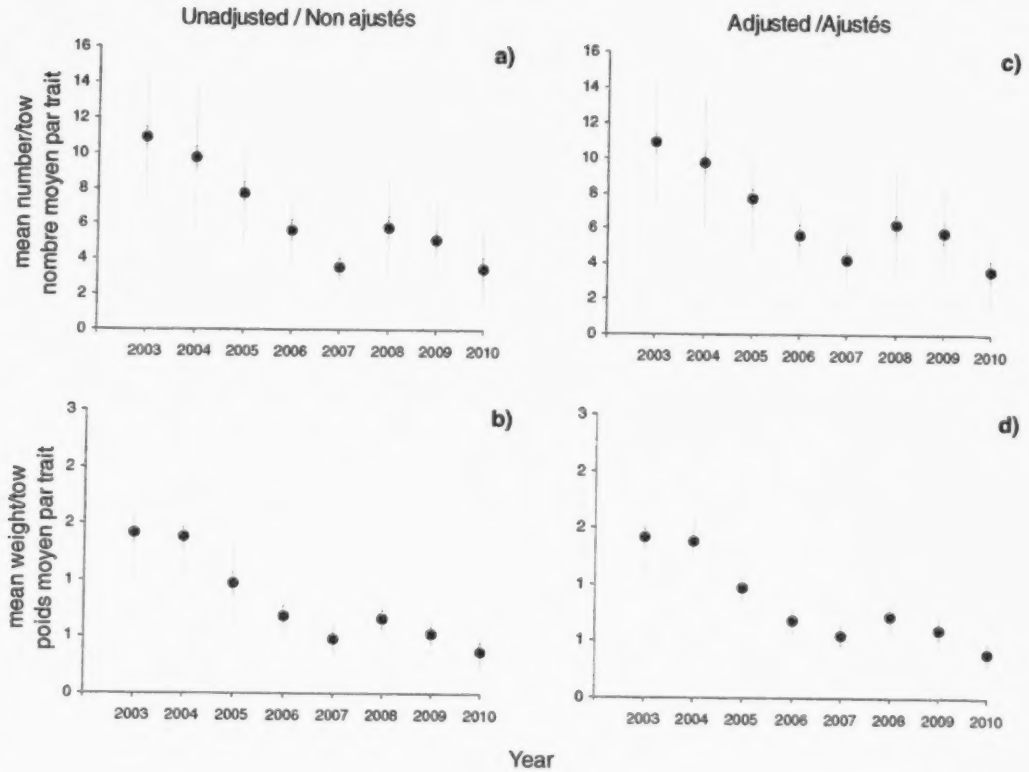 Unadjusted / Non ajustés
Adjusted /Ajustés
a)
16
14
12
10
8
6
4
2
0
mean number/tow
nombre moyen par trait
2003 2004 2005 2006 2007 2008 2009 2010
c)
16
14
12
10
8
6
4
2
0
2003 2004 2005 2006 2007 2008 2009 2010
b)
3
2
2
1
1
0
mean weight/tow
poids moyen par trait
2003 2004 2005 2006 2007 2008 2009 2010
d)
3
2
2
1
1
0
2003 2004 2005 2006 2007 2008 2009 2010
Year